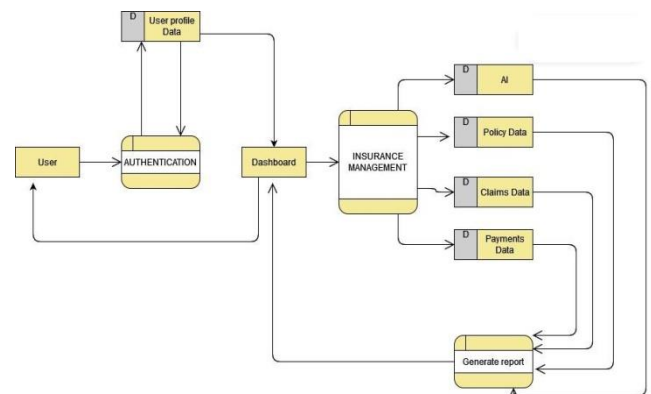 D
User profile
Data
D
AI
D
Policy Data
User
AUTHENTICATION
Dashboard
INSURANCE
MANAGEMENT
D
Claims Data
D
Payments
Data
Generate report